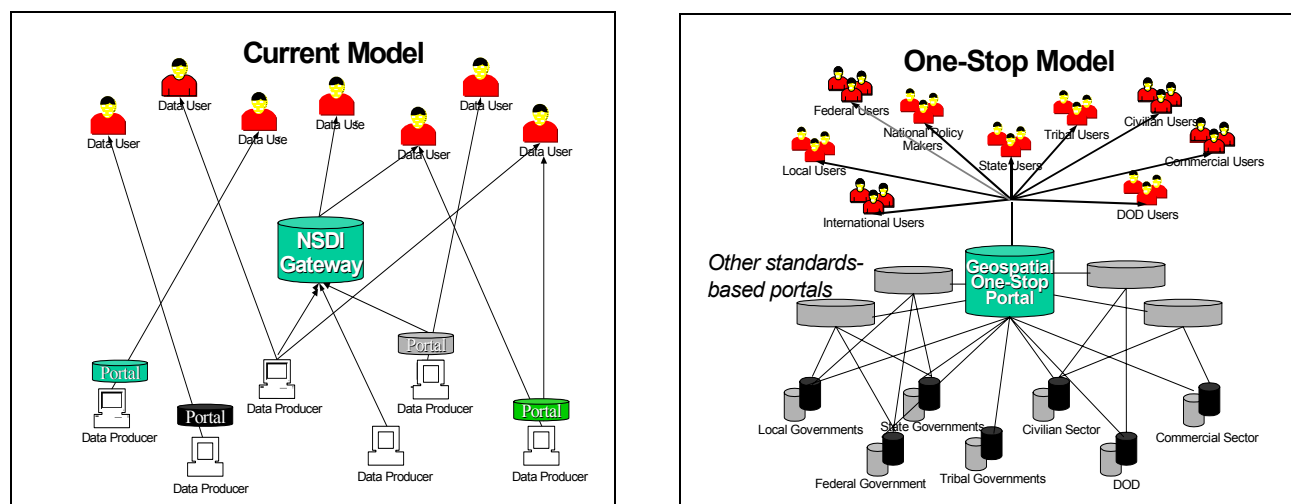 Current Model
Data User
Data User
Data Use
Data Use
Data User
Data User
Data User
NSDI
Gateway
Portal
Portal
Portal
Portal
Data Producer
Data Producer
Data Producer
Data Producer
Data Producer
Data Producer
One-Stop Model
Federal Users
National Policy
Makers
State Users
Tribal Users
Civilian Users
Local Users
Commercial Users
International Users
DOD Users
Other standards-
based portals
Geospatial
One-Stop
Portal
Local Governments
State Governments
Civilian Sector
Commercial Sector
Federal Government
Tribal Governments
DOD